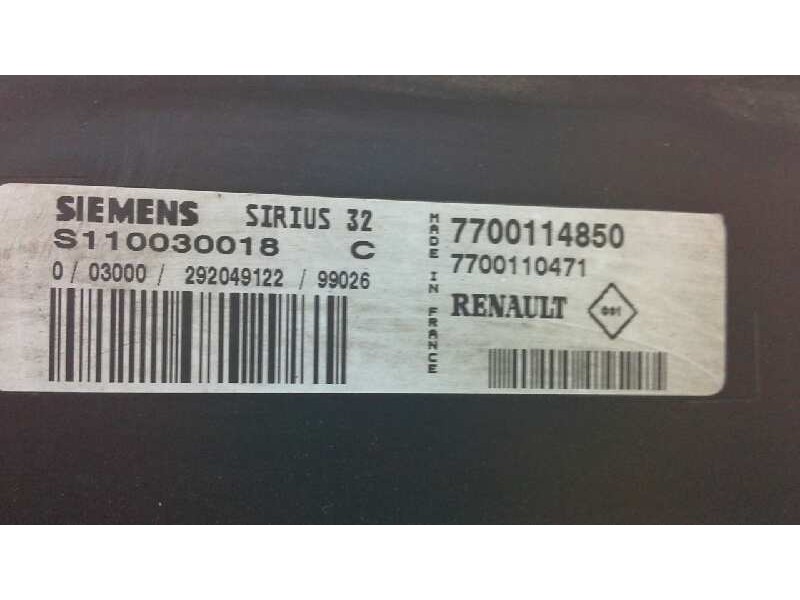 SIEMENS SIRIUS 32
S110030018 C
0 / 03000 / 292049122 / 99026
MADE IN FRANCE
7700114850
7700110471
RENAULT